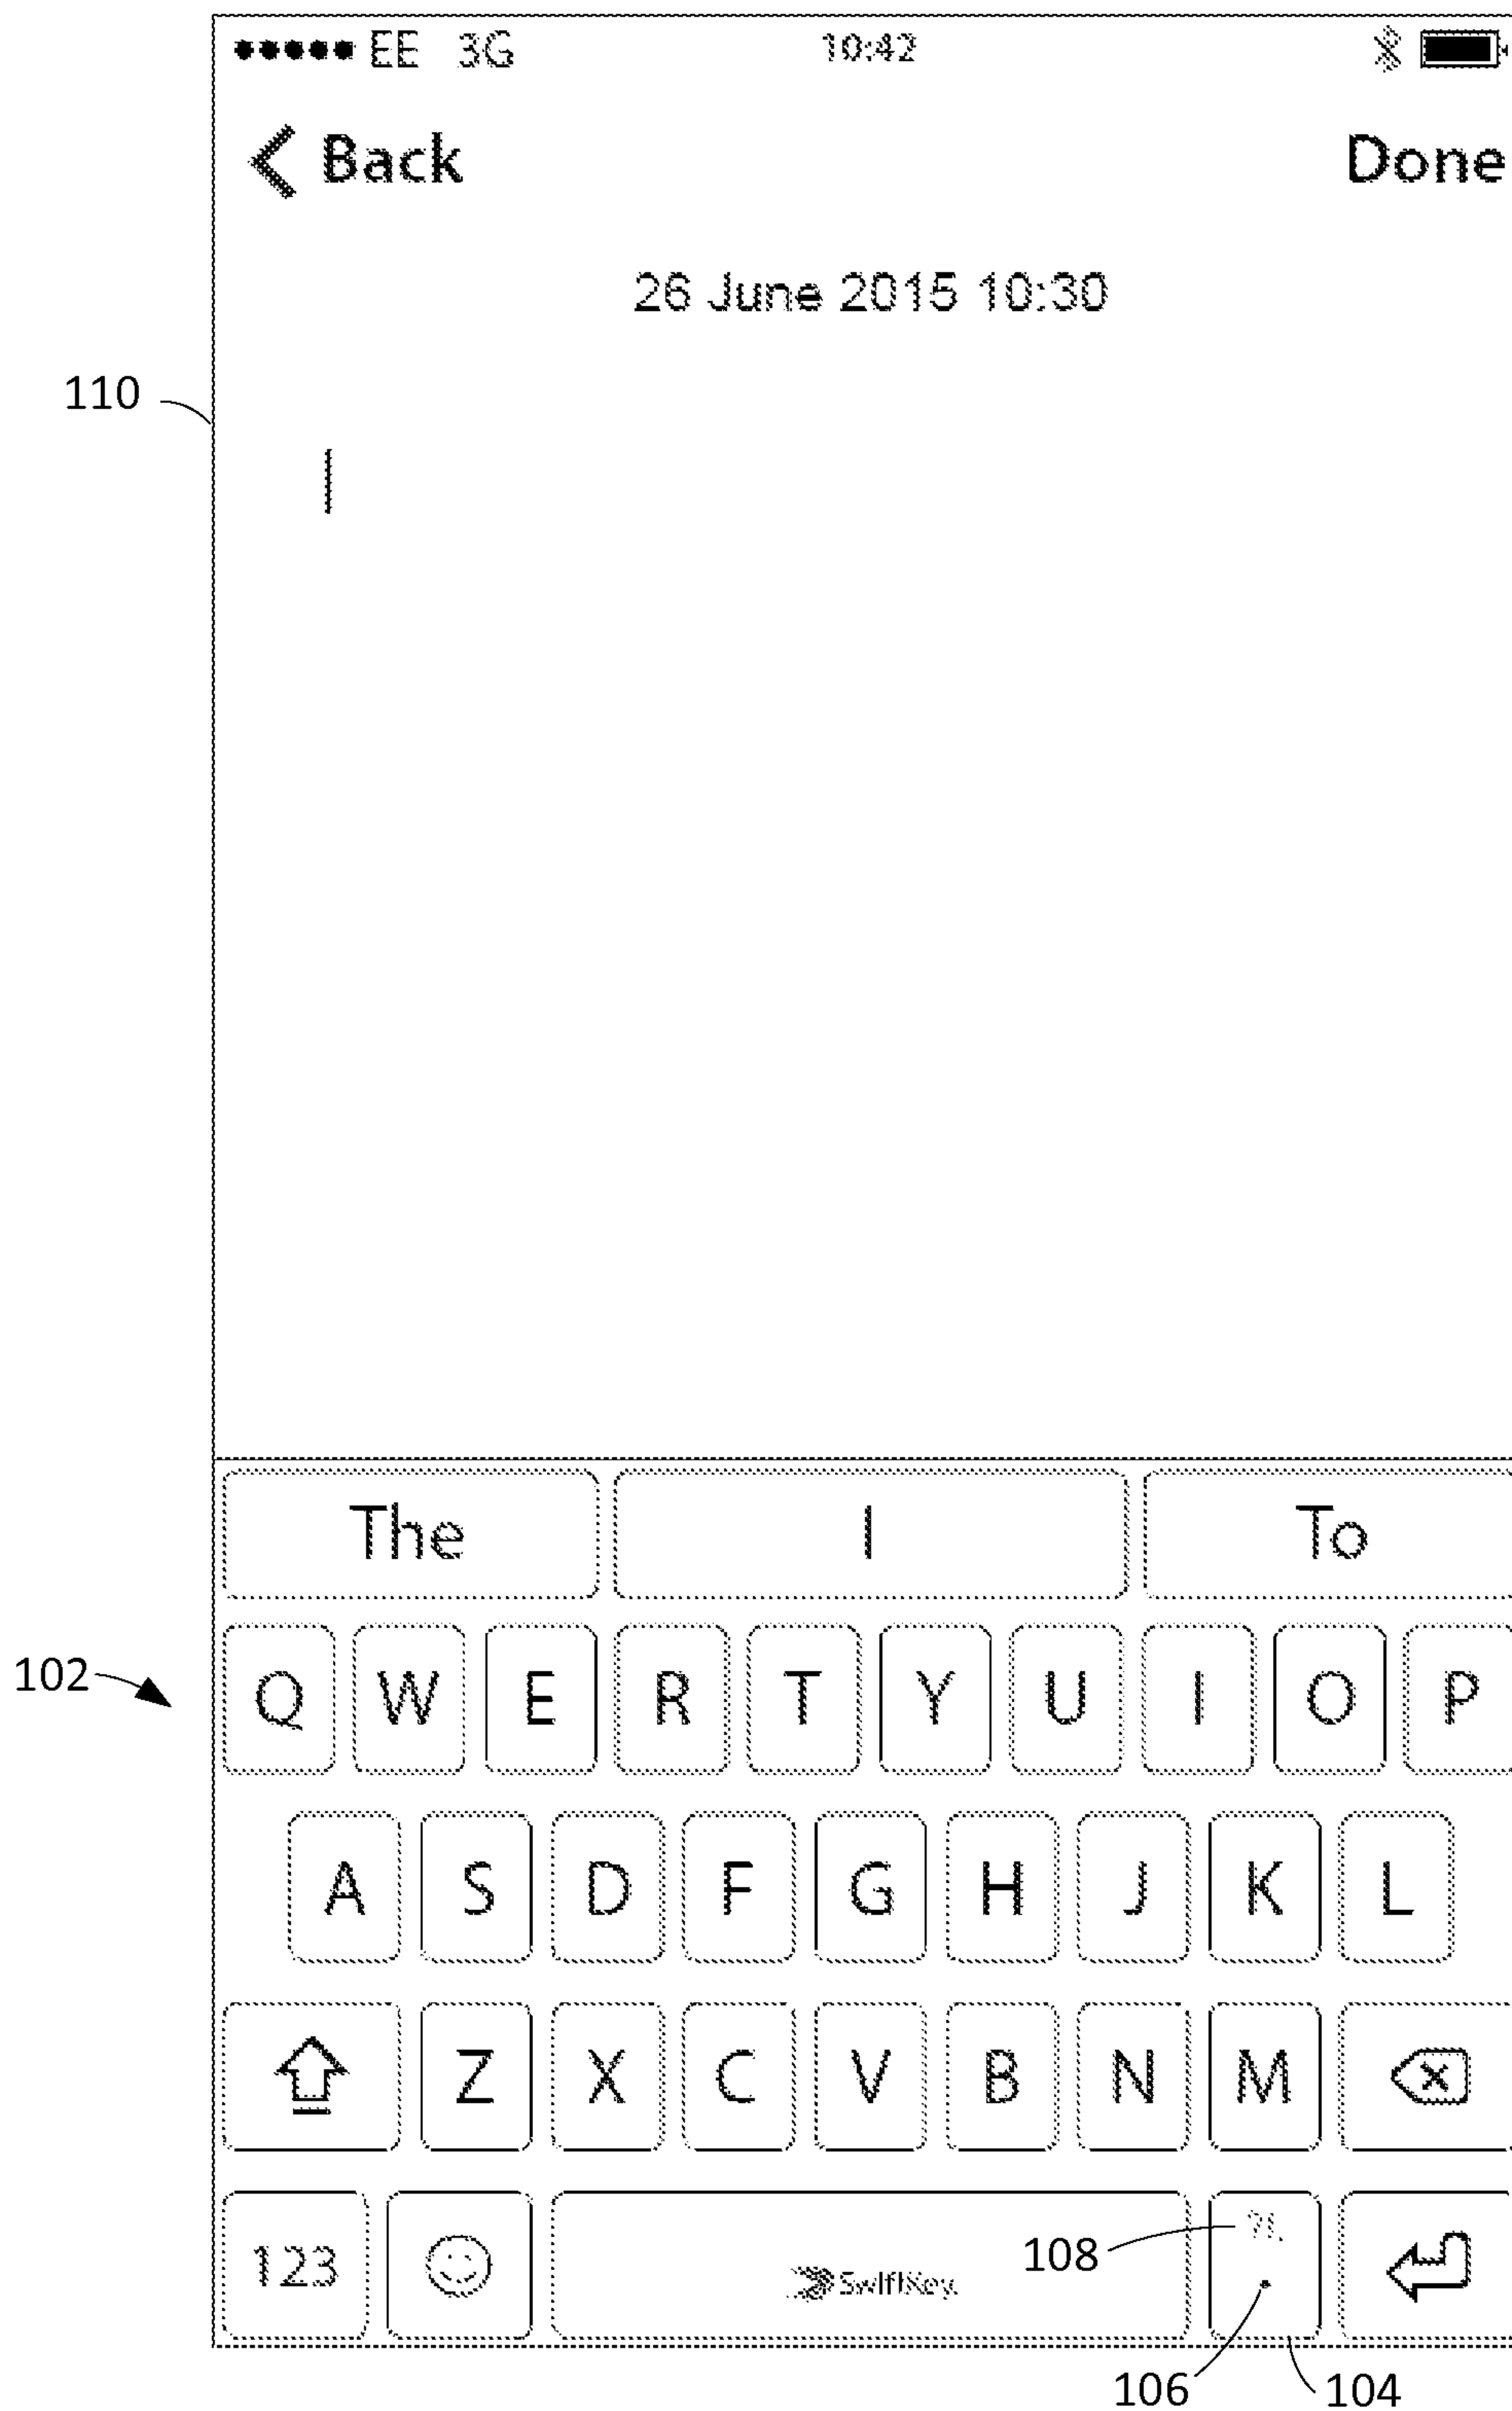 EE 3G 10:42
Back Done
26 June 2015 10:30
110
The I To
102
Q W E R T Y U I O P
A S D F G H J K L
Z X C V B N M
123 SwiftKey. 108 .
106 104